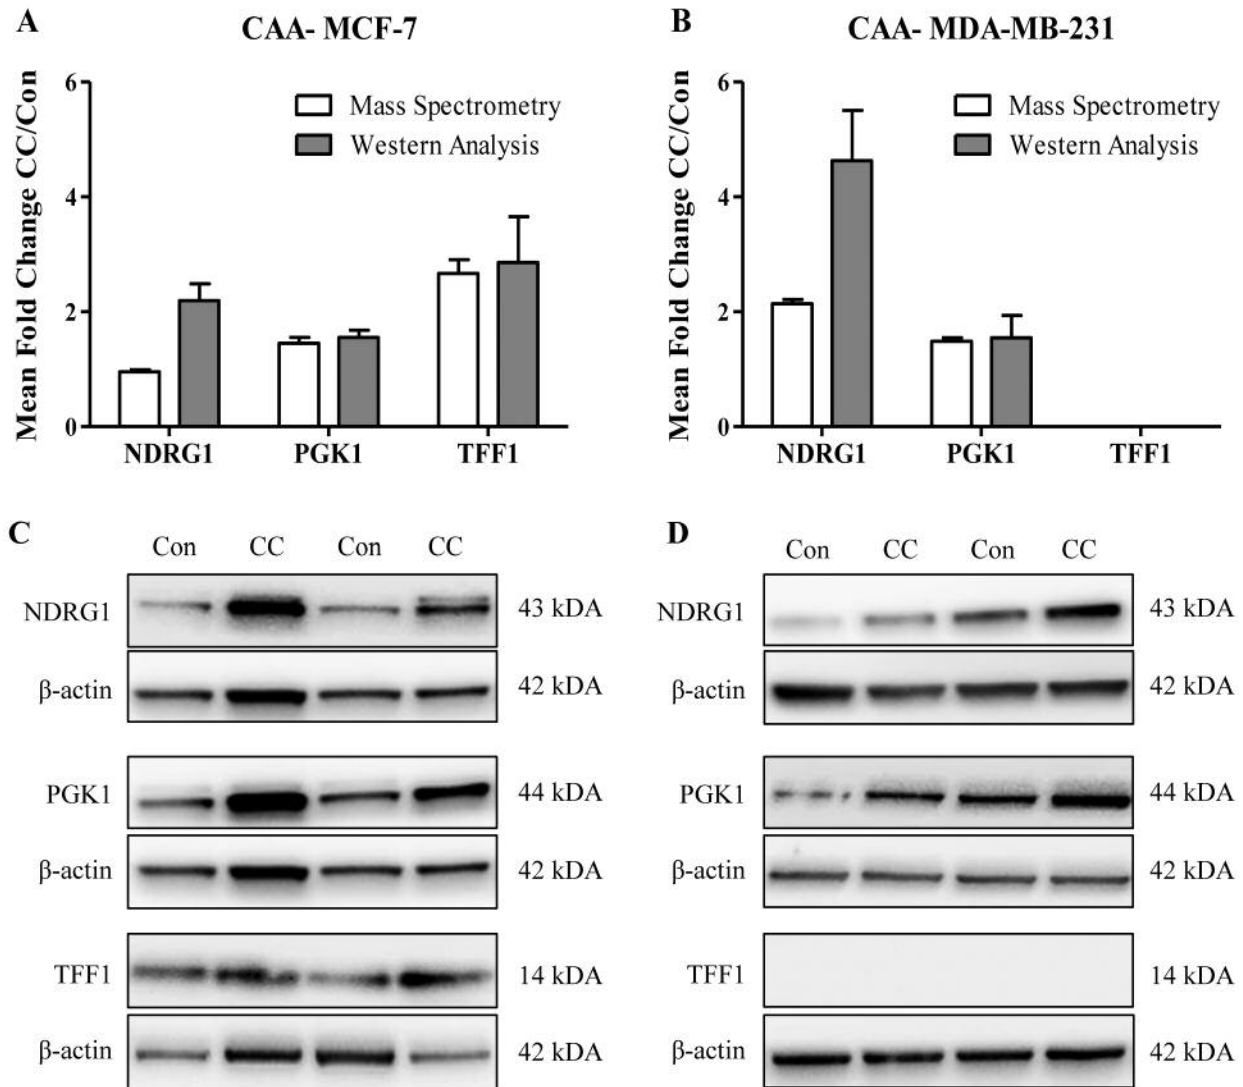 A
CAA- MCF-7
Mean Fold Change CC/Con
6
4
2
0
Mass Spectrometry
Western Analysis
NDRG1 PGK1 TFF1
B
CAA- MDA-MB-231
Mean Fold Change CC/Con
6
4
2
0
Mass Spectrometry
Western Analysis
NDRG1 PGK1 TFF1
C
Con CC Con CC
NDRG1 43 kDA
β-actin 42 kDA
PGK1 44 kDA
β-actin 42 kDA
TFF1 14 kDA
β-actin 42 kDA
D
Con CC Con CC
NDRG1 43 kDA
β-actin 42 kDA
PGK1 44 kDA
β-actin 42 kDA
TFF1 14 kDA
β-actin 42 kDA